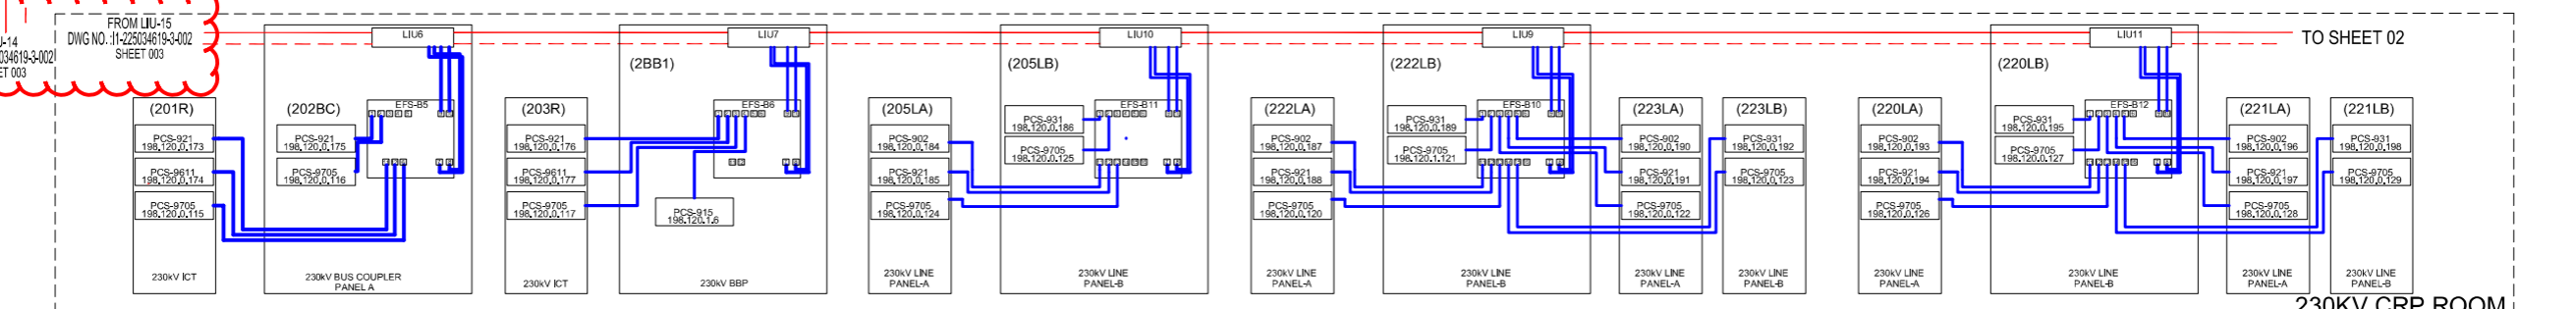 FROM LIU-15
DWG NO. :I1-225034619-3-002
SHEET 003
J-14
034619-3-002
ET 003
LIU6
LIU7
LIU10
LIU9
LIU11
TO SHEET 02
(201R)
PCS-921
198.120.0.173
PCS-9611
198.120.0.174
PCS-9705
198.120.0.115
230kV ICT
(202BC)
EFS-B5
PCS-921
198.120.0.175
PCS-9705
198.120.0.116
230kV BUS COUPLER
PANEL A
(203R)
PCS-921
198.120.0.176
PCS-9611
198.120.0.177
PCS-9705
198.120.0.117
230kV ICT
(2BB1)
EFS-B6
PCS-915
198.120.1.6
230kV BBP
(205LA)
PCS-902
198.120.0.184
PCS-921
198.120.0.185
PCS-9705
198.120.0.124
230kV LINE
PANEL-A
(205LB)
EFS-B11
PCS-931
198.120.0.186
PCS-9705
198.120.0.125
230kV LINE
PANEL-B
(222LA)
PCS-902
198.120.0.187
PCS-921
198.120.0.188
PCS-9705
198.120.0.120
230kV LINE
PANEL-A
(222LB)
EFS-B10
PCS-931
198.120.0.189
PCS-9705
198.120.1.121
230kV LINE
PANEL-B
(223LA)
PCS-902
198.120.0.190
PCS-921
198.120.0.191
PCS-9705
198.120.0.122
230kV LINE
PANEL-A
(223LB)
PCS-931
198.120.0.192
PCS-9705
198.120.0.123
230kV LINE
PANEL-B
(220LA)
PCS-902
198.120.0.193
PCS-921
198.120.0.194
PCS-9705
198.120.0.126
230kV LINE
PANEL-A
(220LB)
EFS-B12
PCS-931
198.120.0.195
PCS-9705
198.120.0.127
230kV LINE
PANEL-B
(221LA)
PCS-902
198.120.0.196
PCS-921
198.120.0.197
PCS-9705
198.120.0.128
230kV LINE
PANEL-A
(221LB)
PCS-931
198.120.0.198
PCS-9705
198.120.0.129
230kV LINE
PANEL-B
230KV CRP ROOM